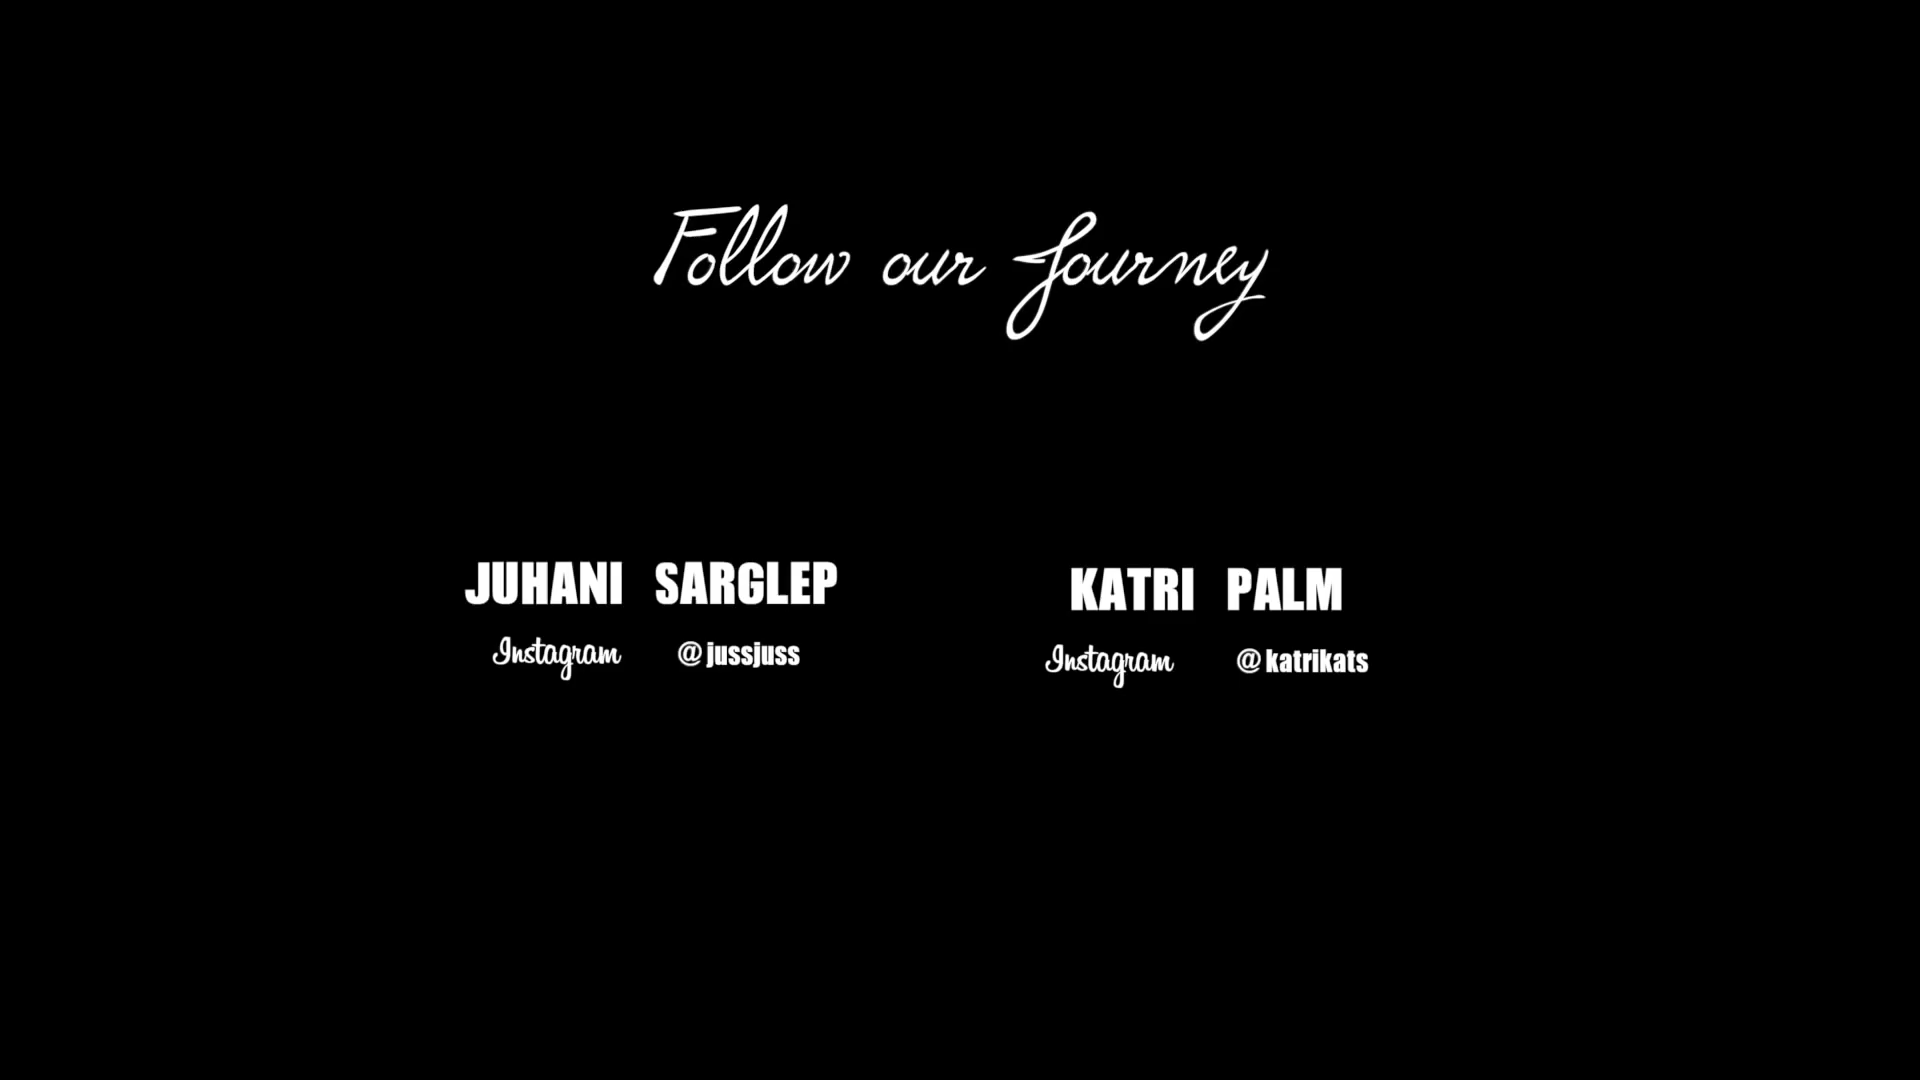 Follow our Journey
JUHANI SARGLEP
Instagram @jussjuss
KATRI PALM
Instagram @katrikats